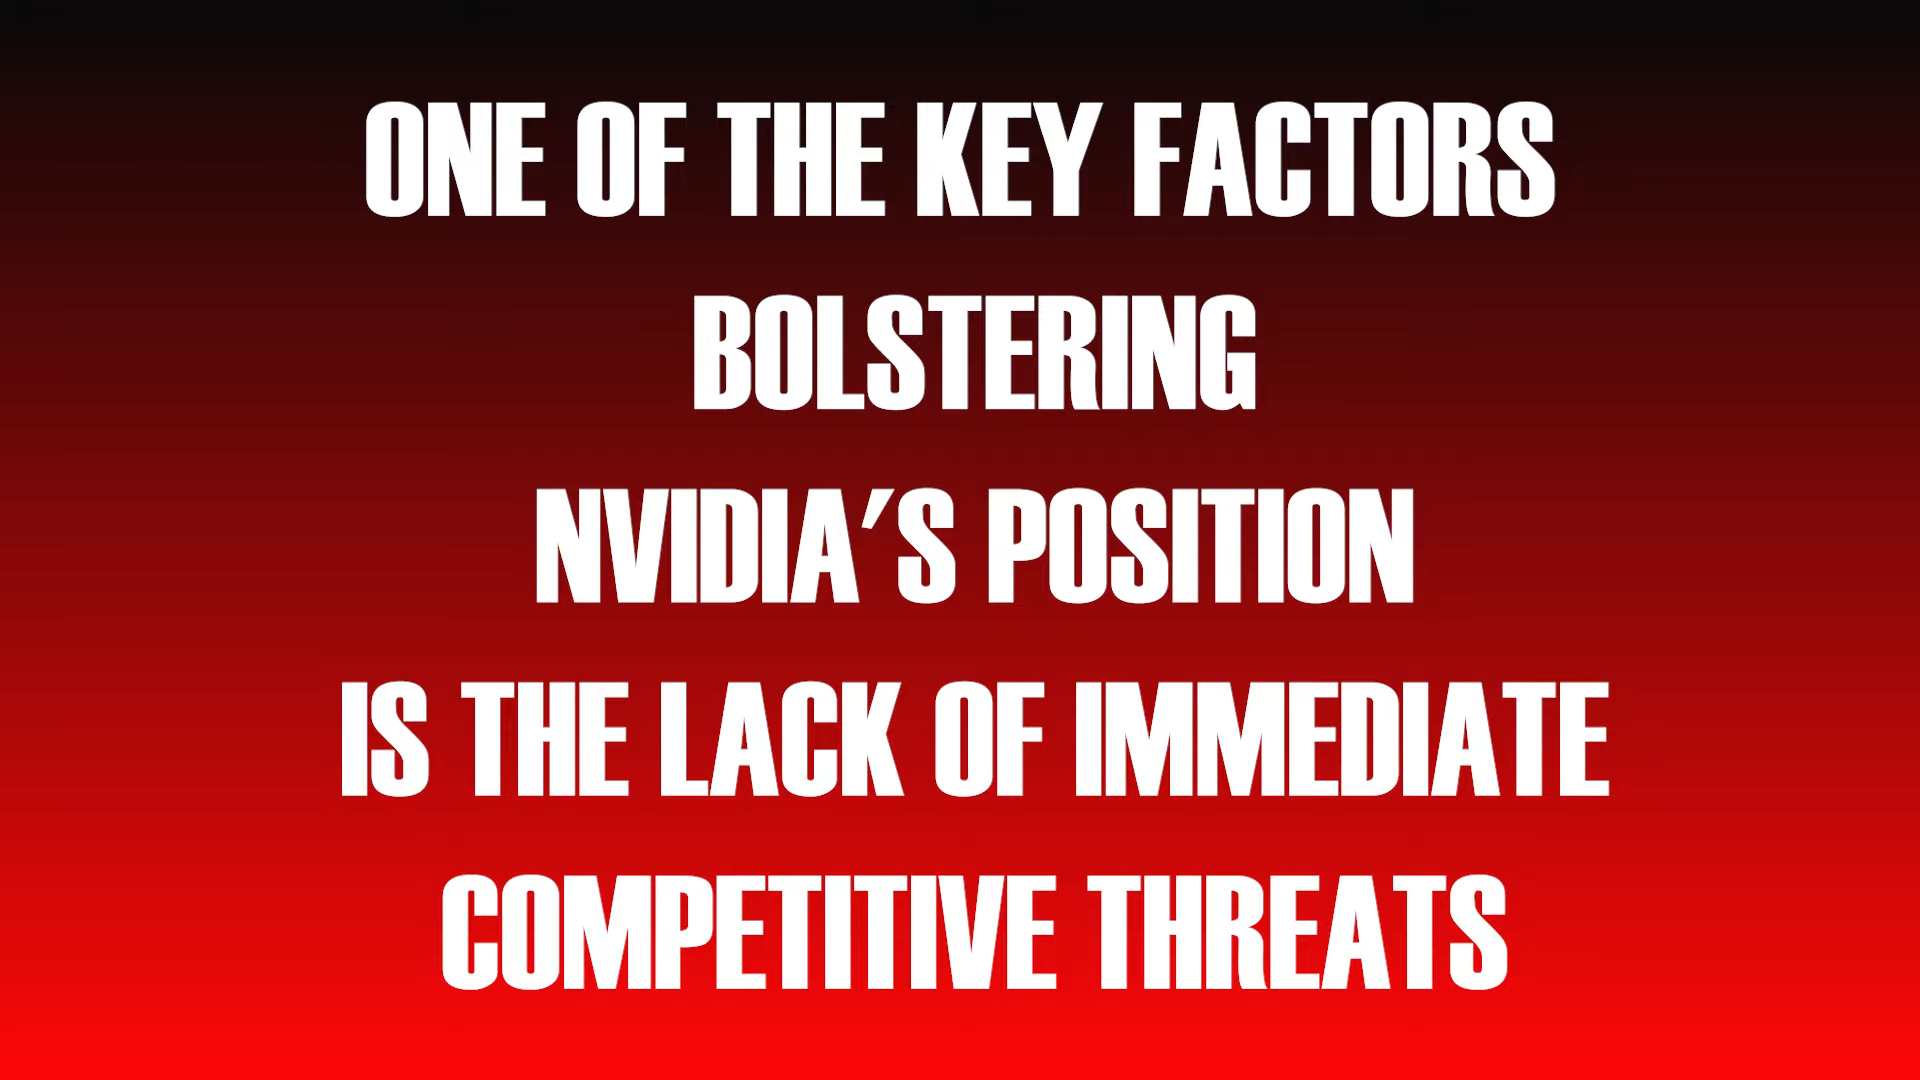 ONE OF THE KEY FACTORS
BOLSTERING
NVIDIA'S POSITION
IS THE LACK OF IMMEDIATE
COMPETITIVE THREATS